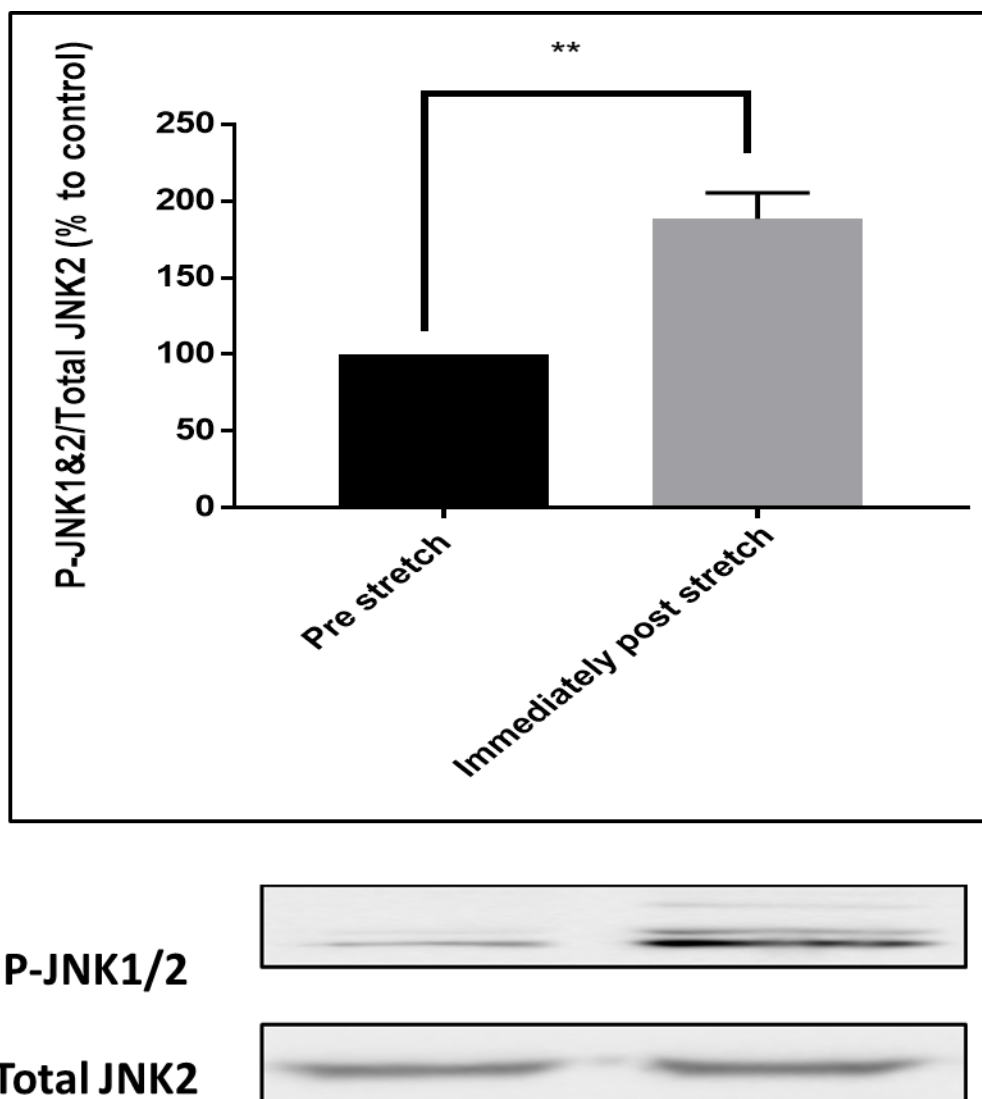 **
P-JNK1&2/Total JNK2 (% to control)
250
200
150
100
50
0
Pre stretch
Immediately post stretch
P-JNK1/2
Total JNK2